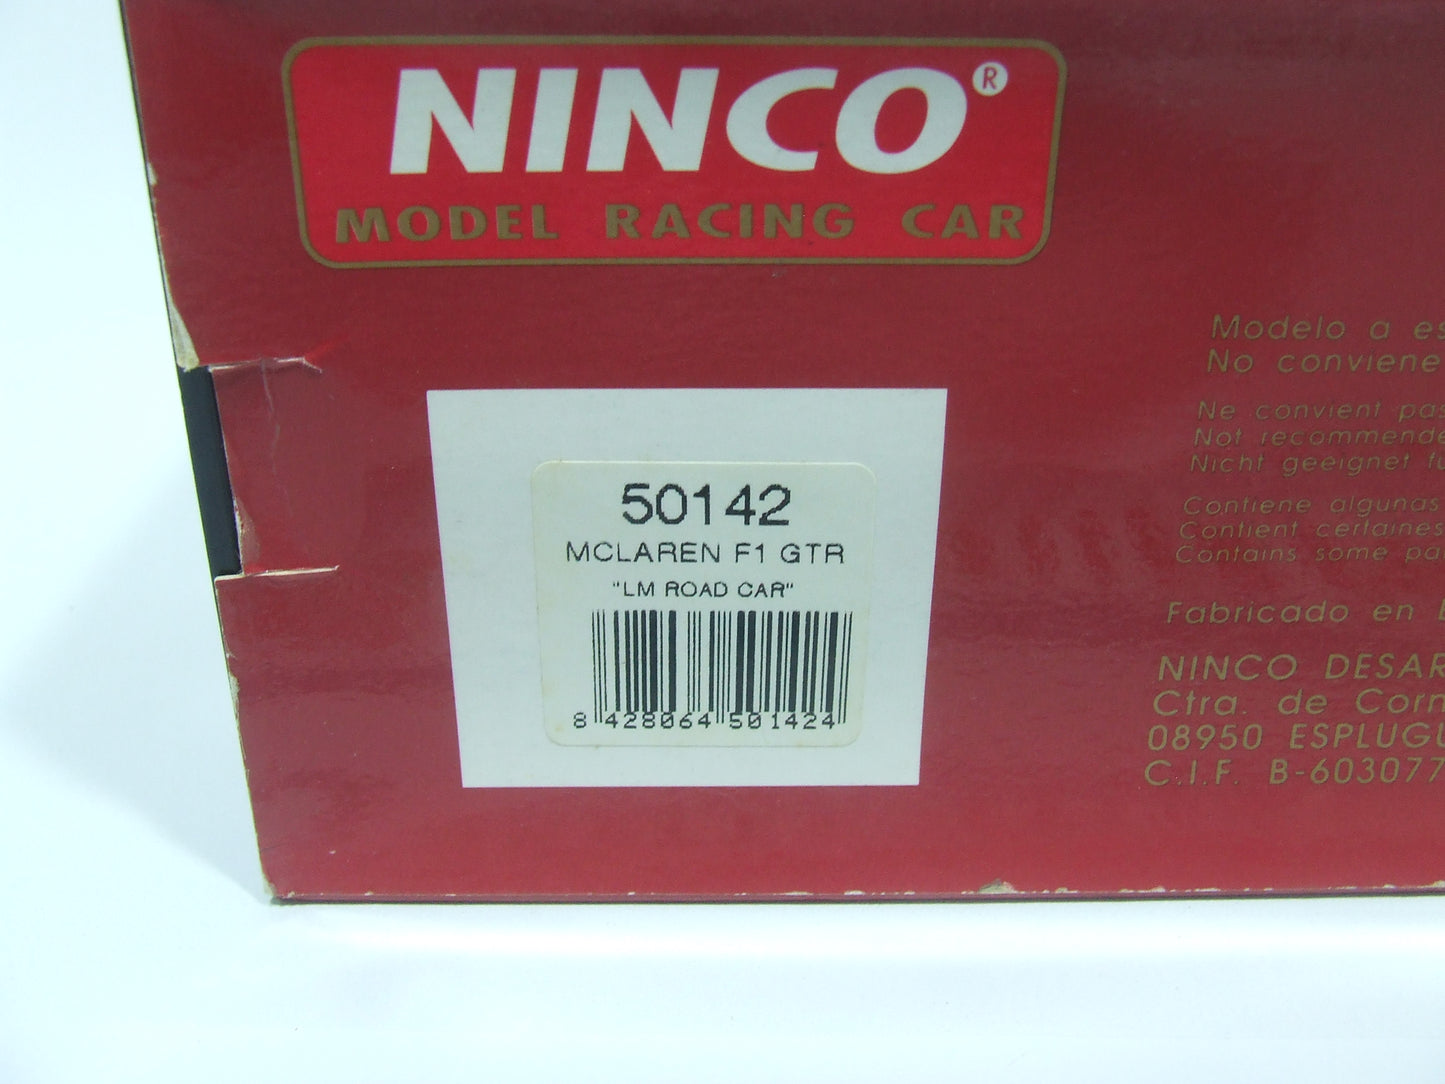 NINCO®
MODEL RACING CAR
Modelo a es
No conviene
Ne convient pas
Not recommende
Nicht geeignet fü
Contiene algunas
Contient certaines
Contains some pa
Fabricado en
NINCO DESAR
Ctra. de Corn
08950 ESPLUGU
C.I.F. B-603077
50142
MCLAREN F1 GTR
"LM ROAD CAR"
8 428064 501424